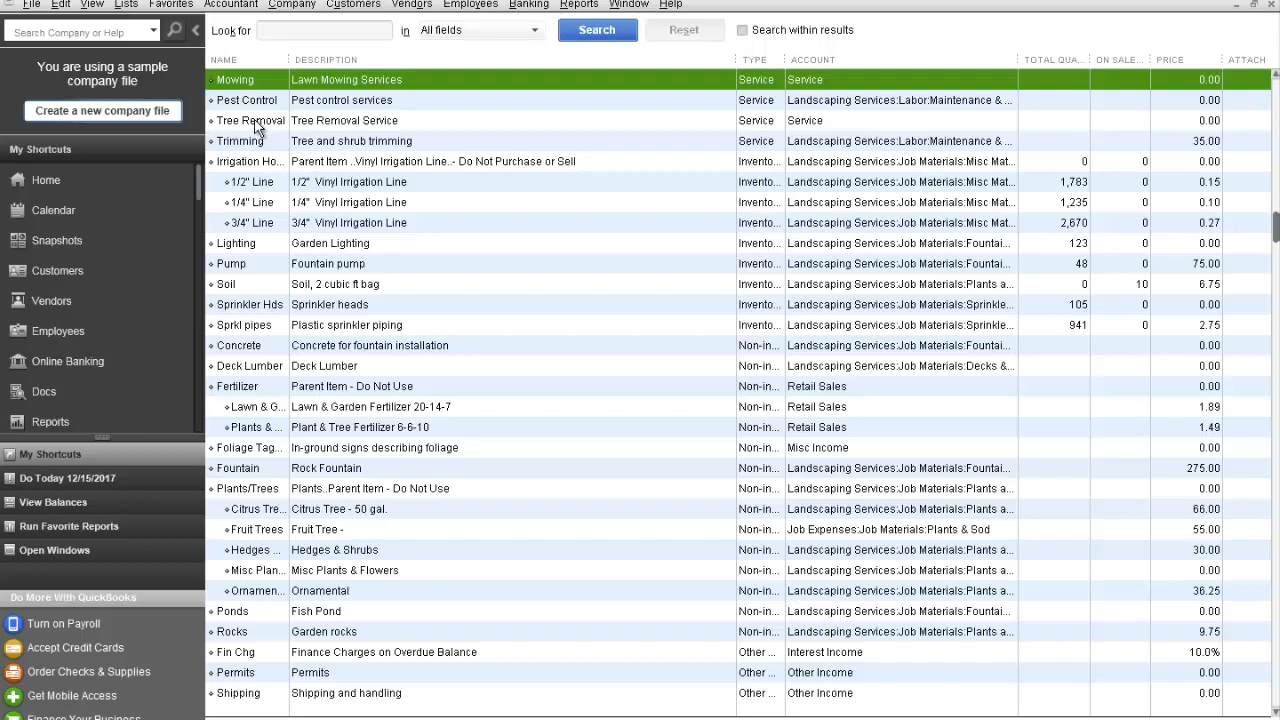 File Edit View Lists Favorites Accountant Company Customers Vendors Employees Banking Reports Window Help
Search Company or Help
Look for in All fields Search Reset Search within results
You are using a sample
company file
Create a new company file
My Shortcuts
Home
Calendar
Snapshots
Customers
Vendors
Employees
Online Banking
Docs
Reports
My Shortcuts
Do Today 12/15/2017
View Balances
Run Favorite Reports
Open Windows
Do More With QuickBooks
Turn on Payroll
Accept Credit Cards
Order Checks & Supplies
Get Mobile Access
Finance Your Business
NAME DESCRIPTION TYPE ACCOUNT TOTAL QUA... ON SALE... PRICE ATTACH
Mowing Lawn Mowing Services Service Service 0.00
Pest Control Pest control services Service Landscaping Services:Labor:Maintenance & ... 0.00
Tree Removal Tree Removal Service Service Service 0.00
Trimming Tree and shrub trimming Service Landscaping Services:Labor:Maintenance & ... 35.00
Irrigation Ho... Parent Item ..Vinyl Irrigation Line..- Do Not Purchase or Sell Invento... Landscaping Services:Job Materials:Misc Mat... 0 0 0.00
1/2" Line 1/2" Vinyl Irrigation Line Invento... Landscaping Services:Job Materials:Misc Mat... 1,783 0 0.15
1/4" Line 1/4" Vinyl Irrigation Line Invento... Landscaping Services:Job Materials:Misc Mat... 1,235 0 0.10
3/4" Line 3/4" Vinyl Irrigation Line Invento... Landscaping Services:Job Materials:Misc Mat... 2,670 0 0.27
Lighting Garden Lighting Invento... Landscaping Services:Job Materials:Fountai... 123 0 0.00
Pump Fountain pump Invento... Landscaping Services:Job Materials:Fountai... 48 0 75.00
Soil Soil, 2 cubic ft bag Invento... Landscaping Services:Job Materials:Plants a... 0 10 6.75
Sprinkler Hds Sprinkler heads Invento... Landscaping Services:Job Materials:Sprinkle... 105 0 0.00
Sprkl pipes Plastic sprinkler piping Invento... Landscaping Services:Job Materials:Sprinkle... 941 0 2.75
Concrete Concrete for fountain installation Non-in... Landscaping Services:Job Materials:Fountai... 0.00
Deck Lumber Deck Lumber Non-in... Landscaping Services:Job Materials:Decks &... 0.00
Fertilizer Parent Item - Do Not Use Non-in... Retail Sales 0.00
Lawn & G... Lawn & Garden Fertilizer 20-14-7 Non-in... Retail Sales 1.89
Plants & ... Plant & Tree Fertilizer 6-6-10 Non-in... Retail Sales 1.49
Foliage Tag... In-ground signs describing foliage Non-in... Misc Income 0.00
Fountain Rock Fountain Non-in... Landscaping Services:Job Materials:Fountai... 275.00
Plants/Trees Plants..Parent Item - Do Not Use Non-in... Landscaping Services:Job Materials:Plants a... 0.00
Citrus Tre... Citrus Tree - 50 gal. Non-in... Landscaping Services:Job Materials:Plants a... 66.00
Fruit Trees Fruit Tree - Non-in... Job Expenses:Job Materials:Plants & Sod 55.00
Hedges ... Hedges & Shrubs Non-in... Landscaping Services:Job Materials:Plants a... 30.00
Misc Plan... Misc Plants & Flowers Non-in... Landscaping Services:Job Materials:Plants a... 0.00
Ornamen... Ornamental Non-in... Landscaping Services:Job Materials:Plants a... 36.25
Ponds Fish Pond Non-in... Landscaping Services:Job Materials:Fountai... 0.00
Rocks Garden rocks Non-in... Landscaping Services:Job Materials:Plants a... 9.75
Fin Chg Finance Charges on Overdue Balance Other ... Interest Income 10.0%
Permits Permits Other ... Other Income 0.00
Shipping Shipping and handling Other ... Other Income 0.00